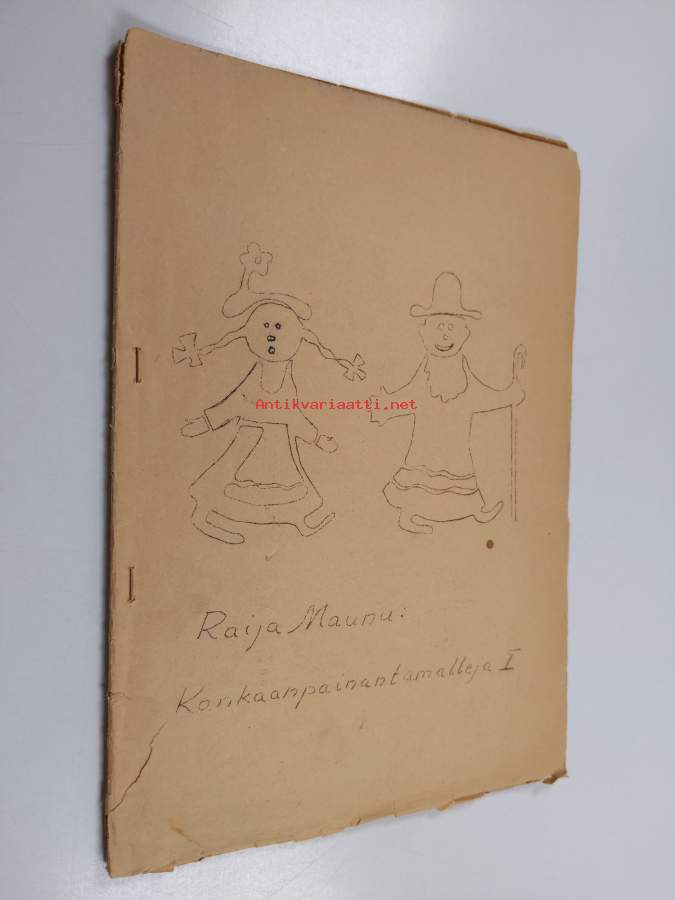 Antikvariaatti.net
Raija Maunu:
Kankaanpainantamalleja I